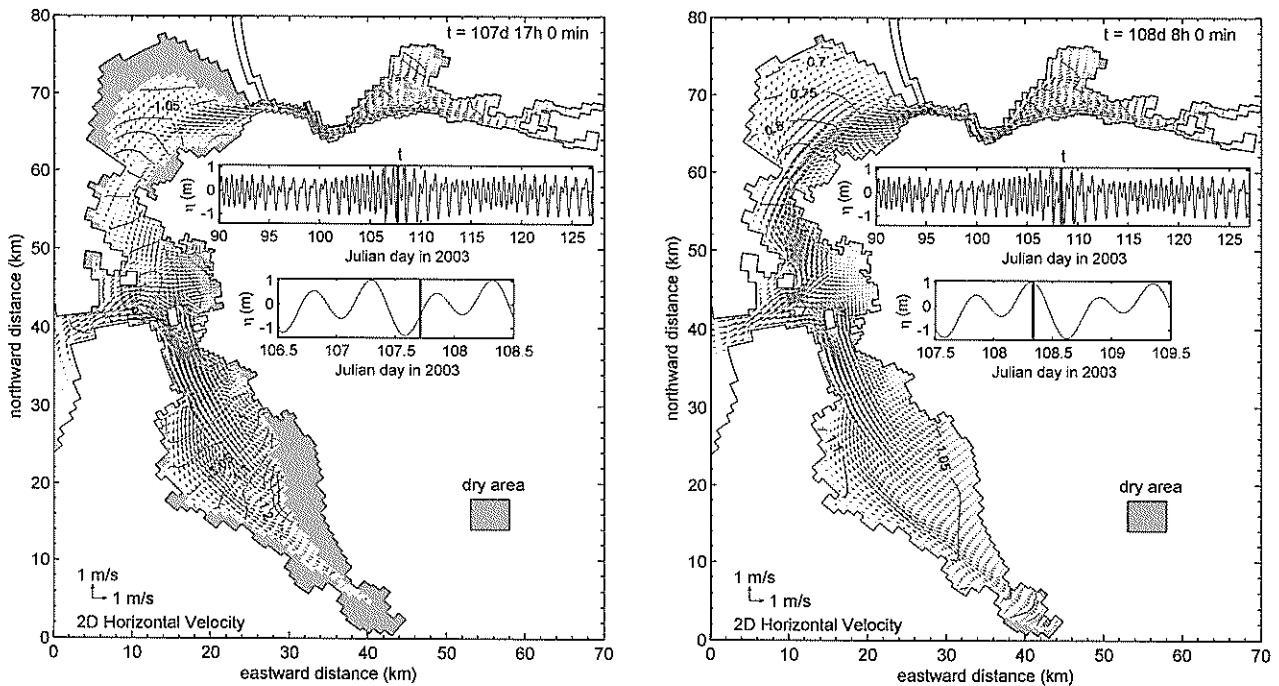 80
70
60
50
40
30
20
10
0
northward distance (km)
t = 107d 17h 0 min
1.05
t
η (m)
1
0
-1
90 95 100 105 110 115 120 125
Julian day in 2003
η (m)
1
0
-1
106.5 107 107.5 108 108.5
Julian day in 2003
dry area
1 m/s
1 m/s
2D Horizontal Velocity
0 10 20 30 40 50 60 70
eastward distance (km)
80
70
60
50
40
30
20
10
0
northward distance (km)
t = 108d 8h 0 min
0.7
0.75
0.8
t
η (m)
1
0
-1
90 95 100 105 110 115 120 125
Julian day in 2003
η (m)
1
0
-1
107.5 108 108.5 109 109.5
Julian day in 2003
1.05
dry area
1 m/s
1 m/s
2D Horizontal Velocity
0 10 20 30 40 50 60 70
eastward distance (km)